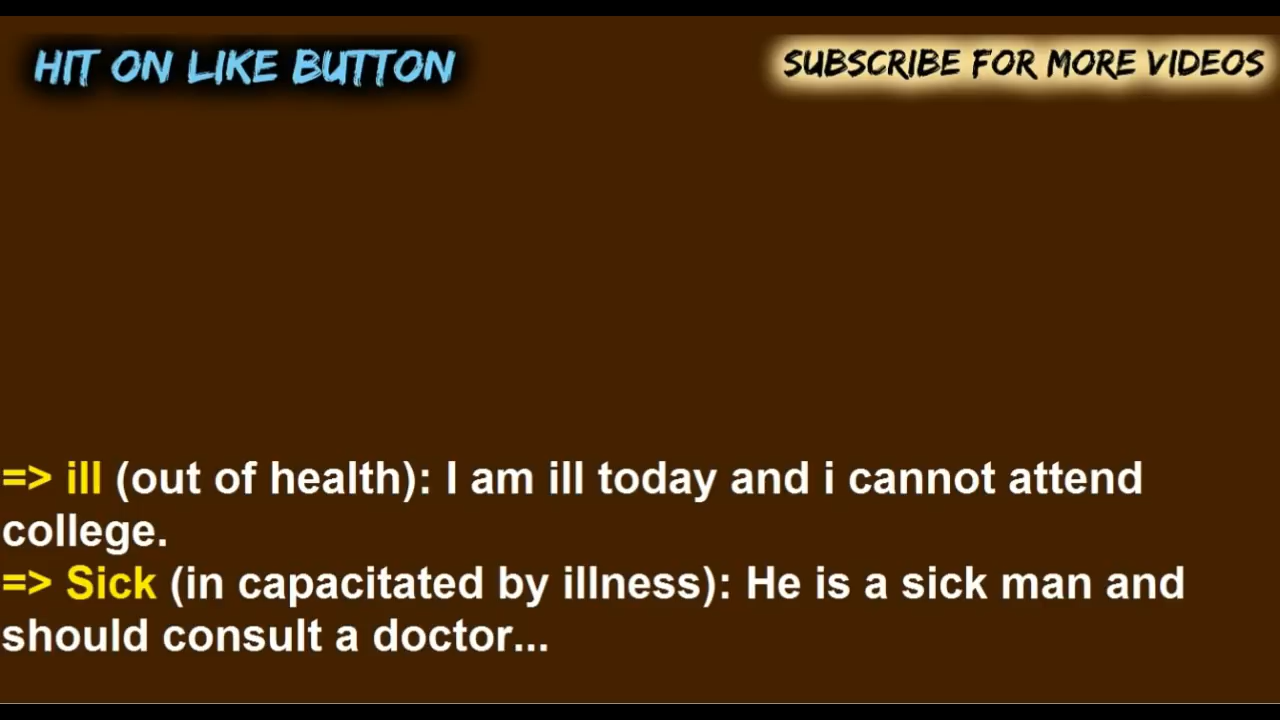 HIT ON LIKE BUTTON
SUBSCRIBE FOR MORE VIDEOS
=> ill (out of health): I am ill today and i cannot attend
college.
=> Sick (in capacitated by illness): He is a sick man and
should consult a doctor...